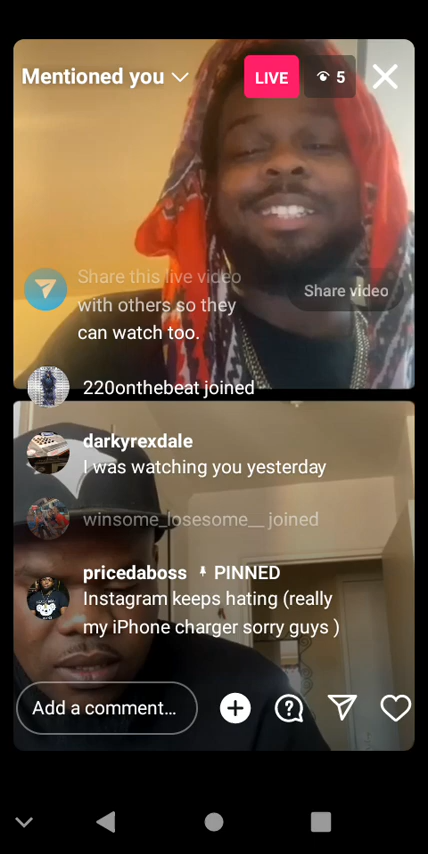 Mentioned you
LIVE
5
Share this live video
with others so they
can watch too.
Share video
220onthebeat joined
darkyrexdale
I was watching you yesterday
winsome_losesome__ joined
pricedaboss PINNED
Instagram keeps hating (really
my iPhone charger sorry guys )
Add a comment...